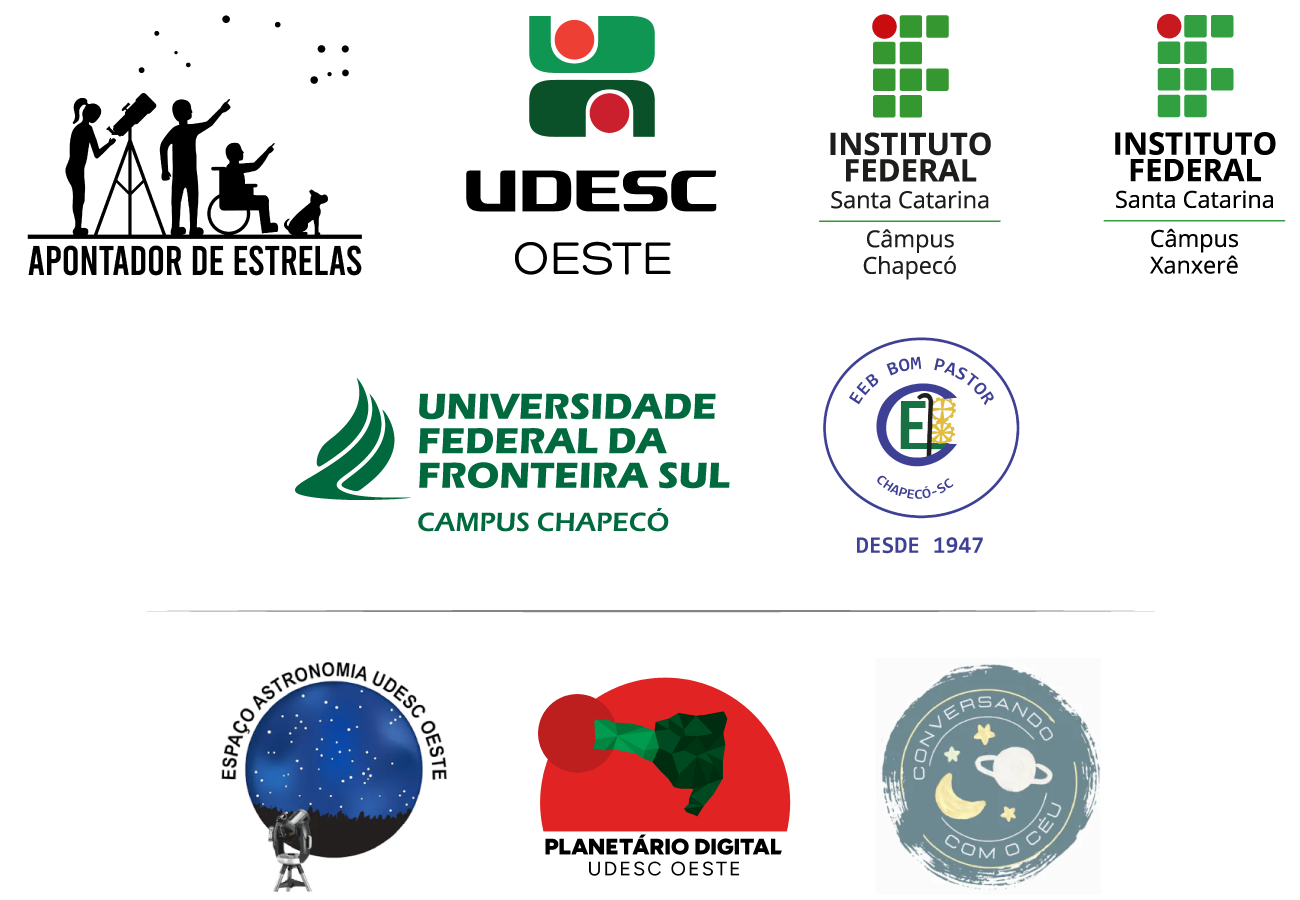 APONTADOR DE ESTRELAS
UDESC
OESTE
INSTITUTO
FEDERAL
Santa Catarina
Câmpus
Chapecó
INSTITUTO
FEDERAL
Santa Catarina
Câmpus
Xanxerê
UNIVERSIDADE
FEDERAL DA
FRONTEIRA SUL
CAMPUS CHAPECÓ
EEB BOM PASTOR
CE
CHAPECÓ-SC
DESDE 1947
ESPAÇO ASTRONOMIA UDESC OESTE
PLANETÁRIO DIGITAL
UDESC OESTE
CONVERSANDO
COM O CÉU